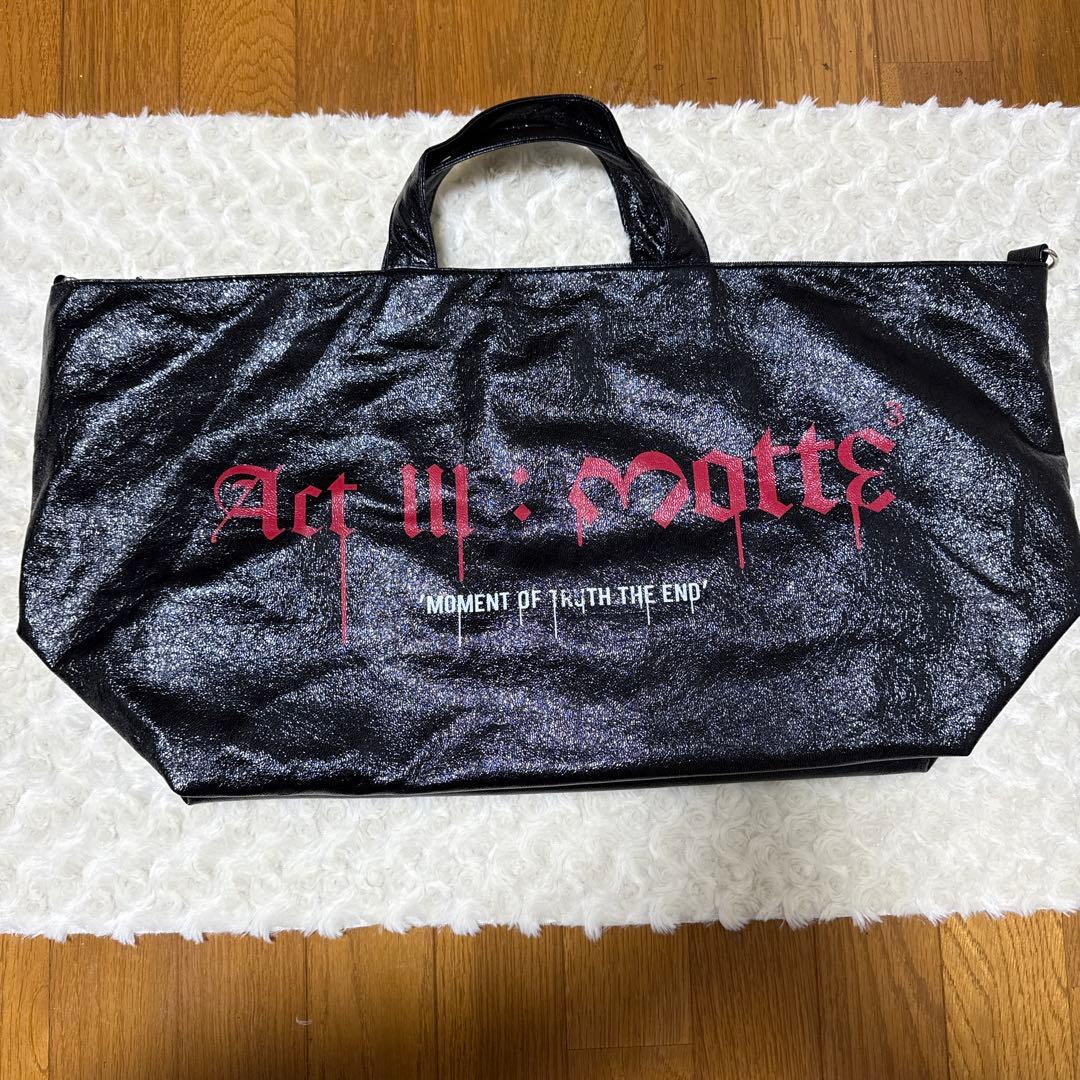 Act III : Motte³
'MOMENT OF TRUTH THE END'